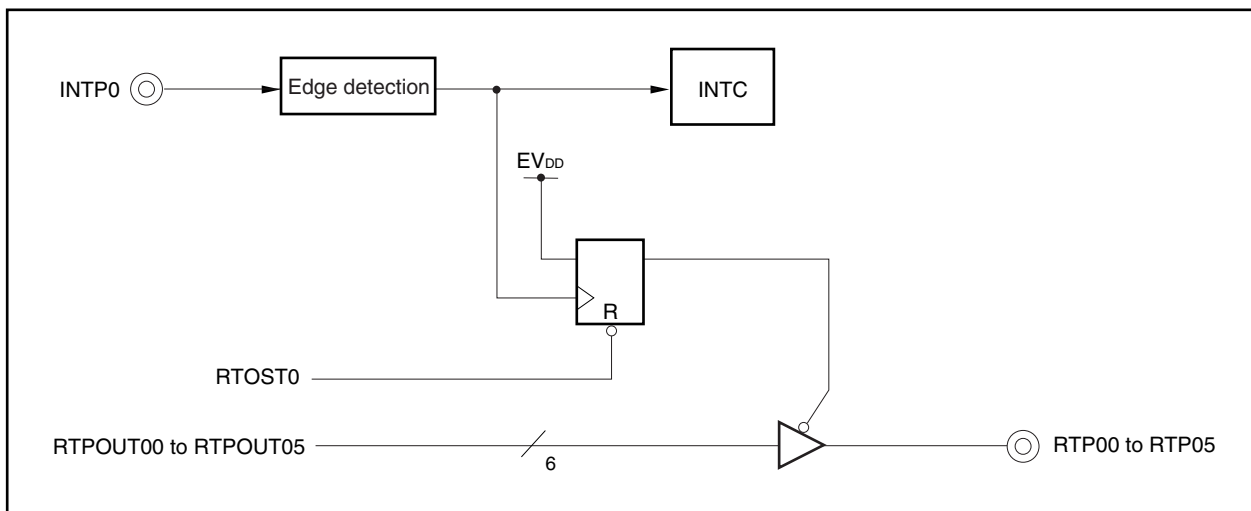 INTP0
Edge detection
INTC
EVDD
R
RTOST0
RTPOUT00 to RTPOUT05
6
RTP00 to RTP05